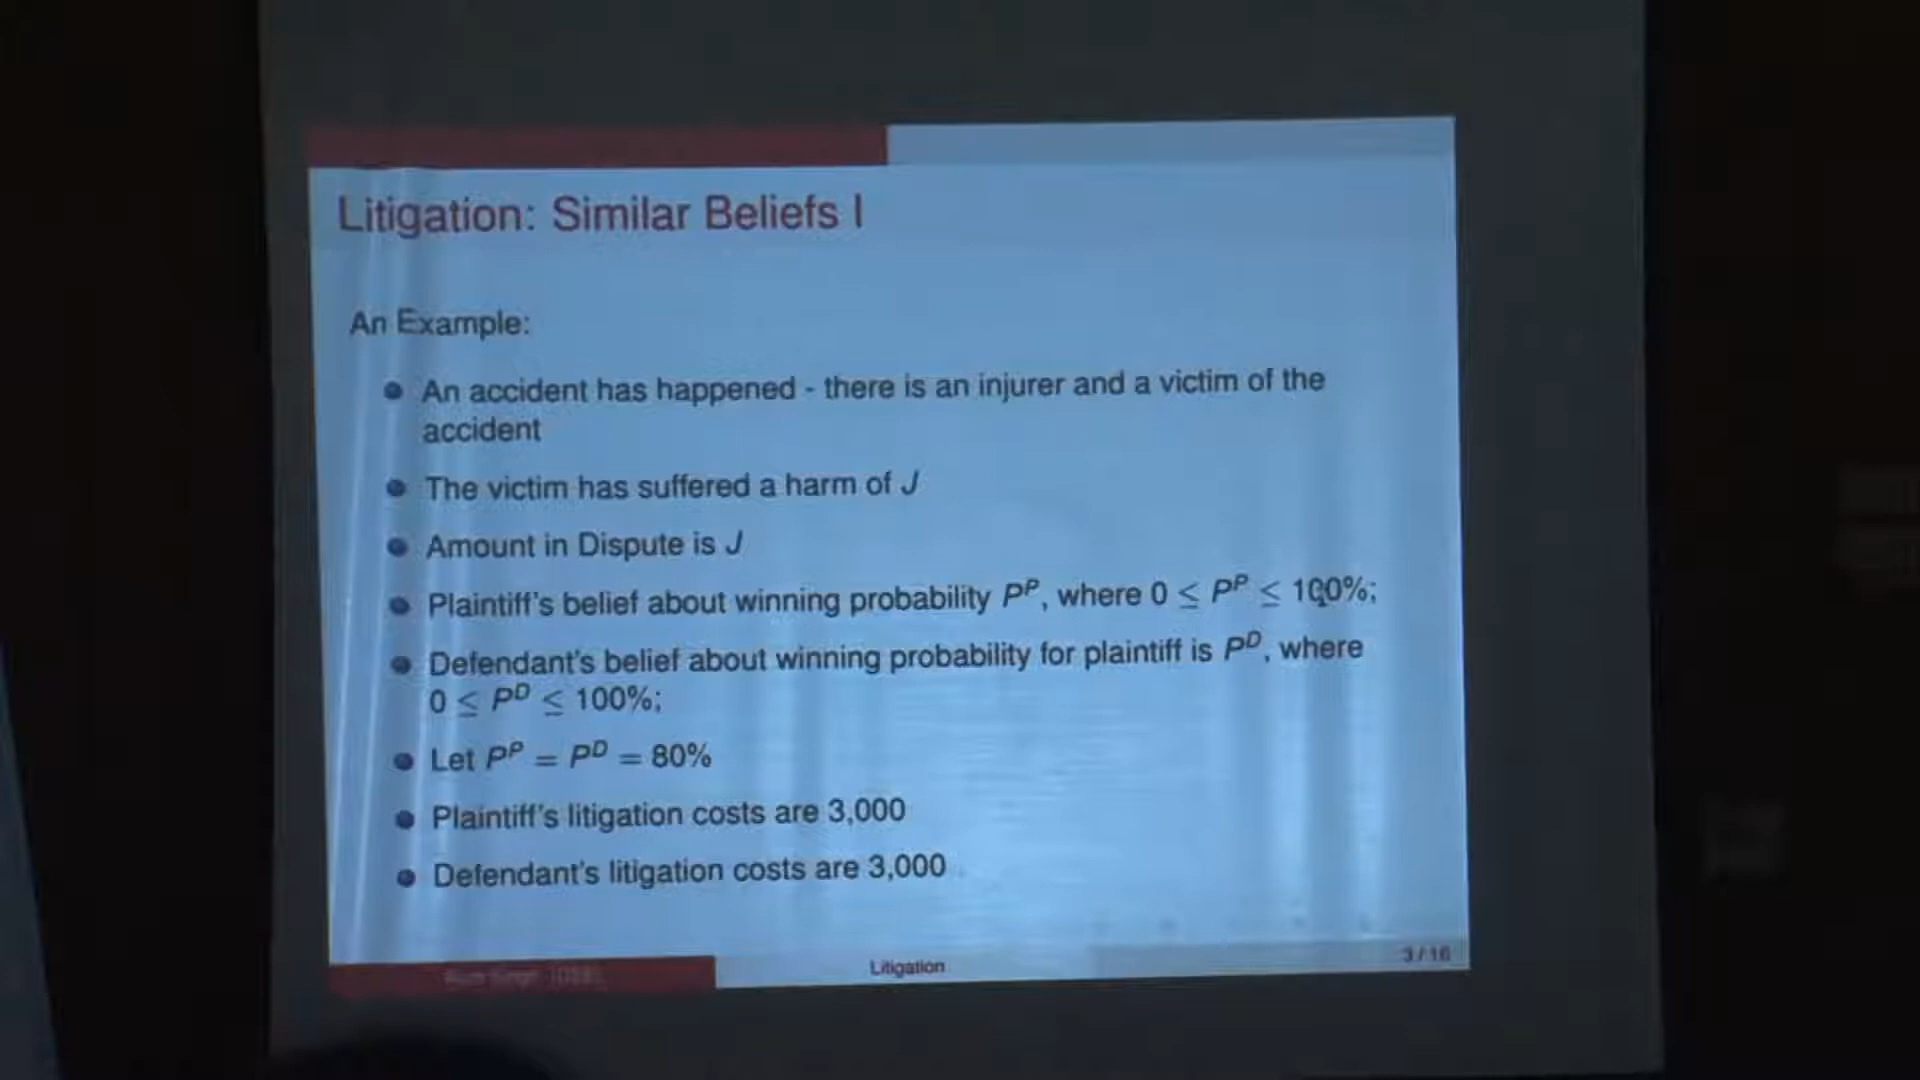 Litigation: Similar Beliefs I
An Example:
An accident has happened - there is an injurer and a victim of the
accident
The victim has suffered a harm of J
Amount in Dispute is J
Plaintiff's belief about winning probability P^P, where 0 ≤ P^P ≤ 100%;
Defendant's belief about winning probability for plaintiff is P^D, where
0 ≤ P^D ≤ 100%;
Let P^P = P^D = 80%
Plaintiff's litigation costs are 3,000
Defendant's litigation costs are 3,000
Singh
Litigation
3 / 16